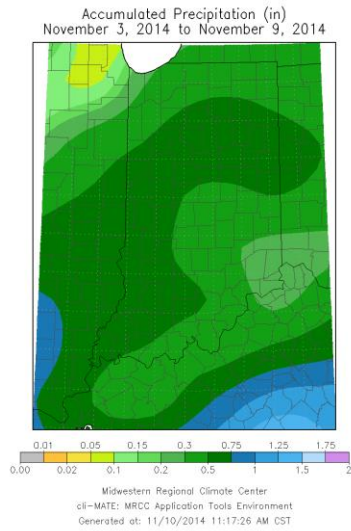 Accumulated Precipitation (in)
November 3, 2014 to November 9, 2014
0.01 0.05 0.15 0.3 0.75 1.25 1.75
0.00 0.02 0.1 0.2 0.5 1 1.5 2
Midwestern Regional Climate Center
cli-MATE: MRCC Application Tools Environment
Generated at: 11/10/2014 11:17:26 AM CST